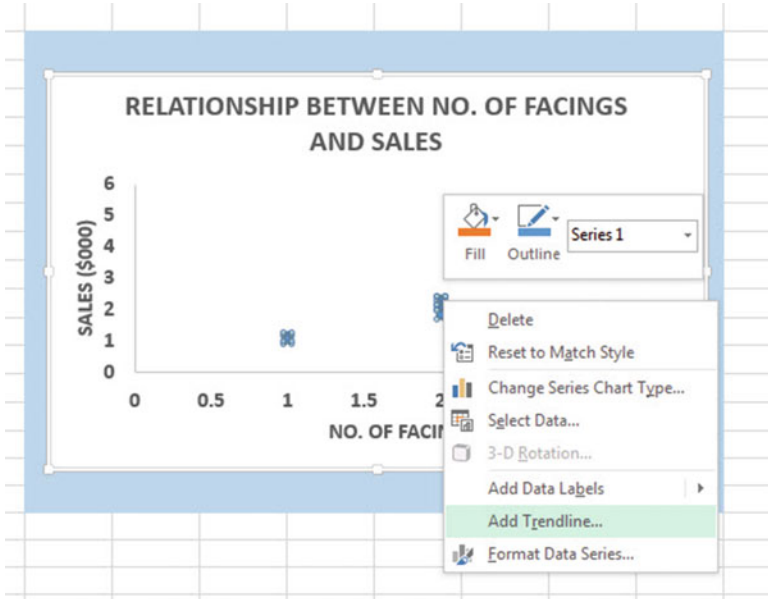 RELATIONSHIP BETWEEN NO. OF FACINGS
AND SALES
6
5
4
3
2
1
0
SALES ($000)
0 0.5 1 1.5 2
NO. OF FACIN
Fill
Outline
Series 1
Delete
Reset to Match Style
Change Series Chart Type...
Select Data...
3-D Rotation...
Add Data Labels
Add Trendline...
Format Data Series...